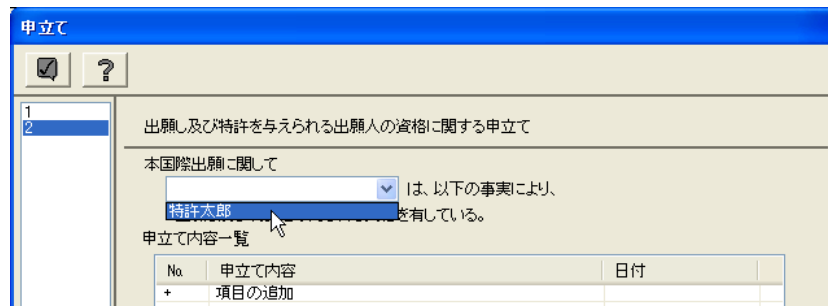 申立て
?
1
2
出願し及び特許を与えられる出願人の資格に関する申立て
本国際出願に関して
は、以下の事実により、
特許太郎
を有している。
申立て内容一覧
No. 申立て内容 日付
+ 項目の追加